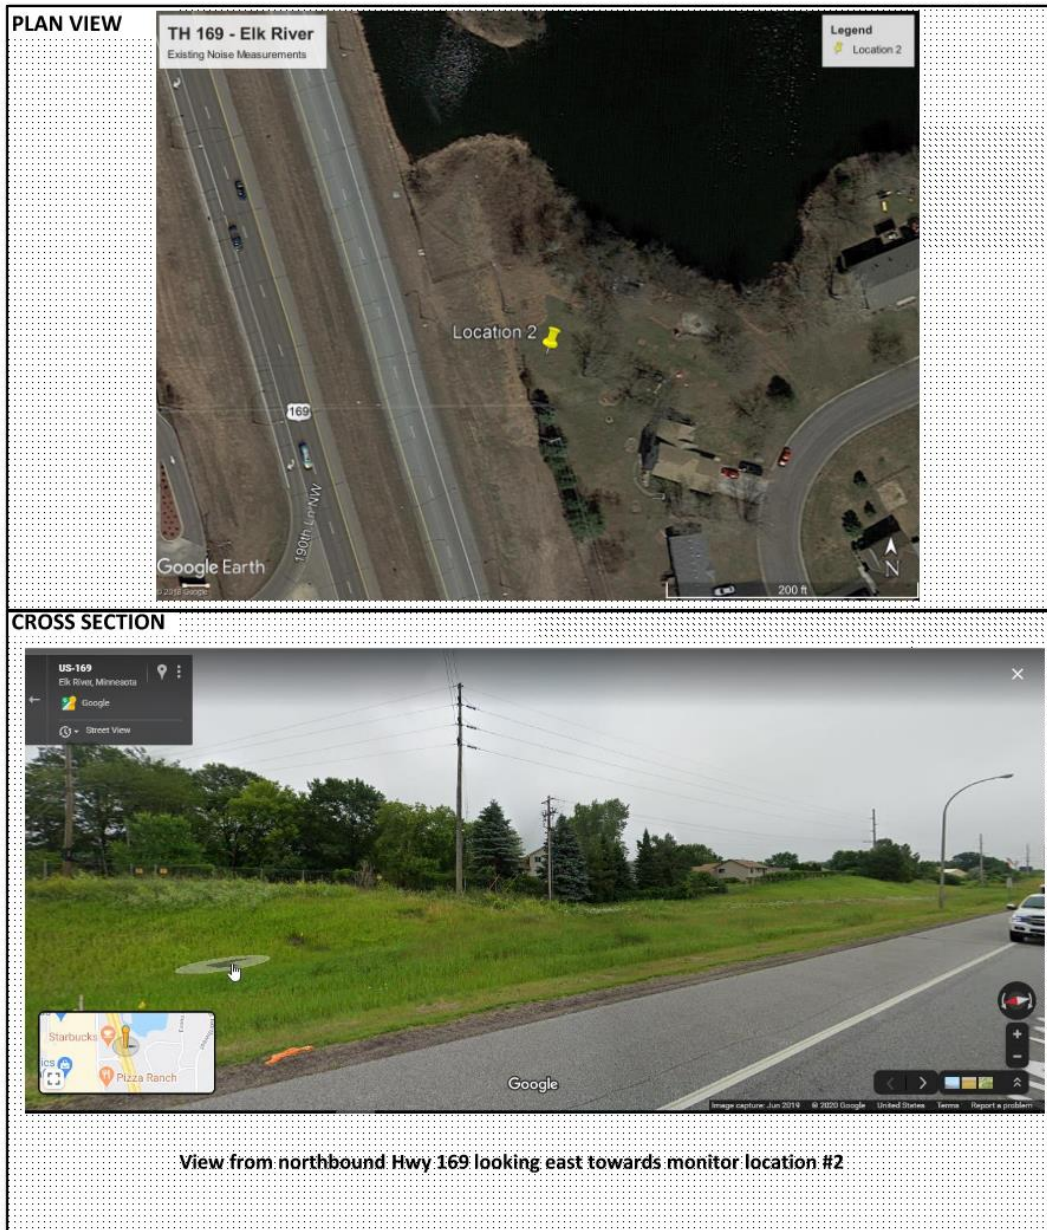 PLAN VIEW
TH 169 - Elk River
Existing Noise Measurements
Legend
Location 2
Location 2
169
190th Ln NW
Google Earth
© 2018 Google
N
200 ft
CROSS SECTION
US-169
Elk River, Minnesota
Google
Street View
Starbucks
ics
Pizza Ranch
Google
Image capture: Jun 2019 © 2020 Google United States Terms Report a problem
View from northbound Hwy 169 looking east towards monitor location #2